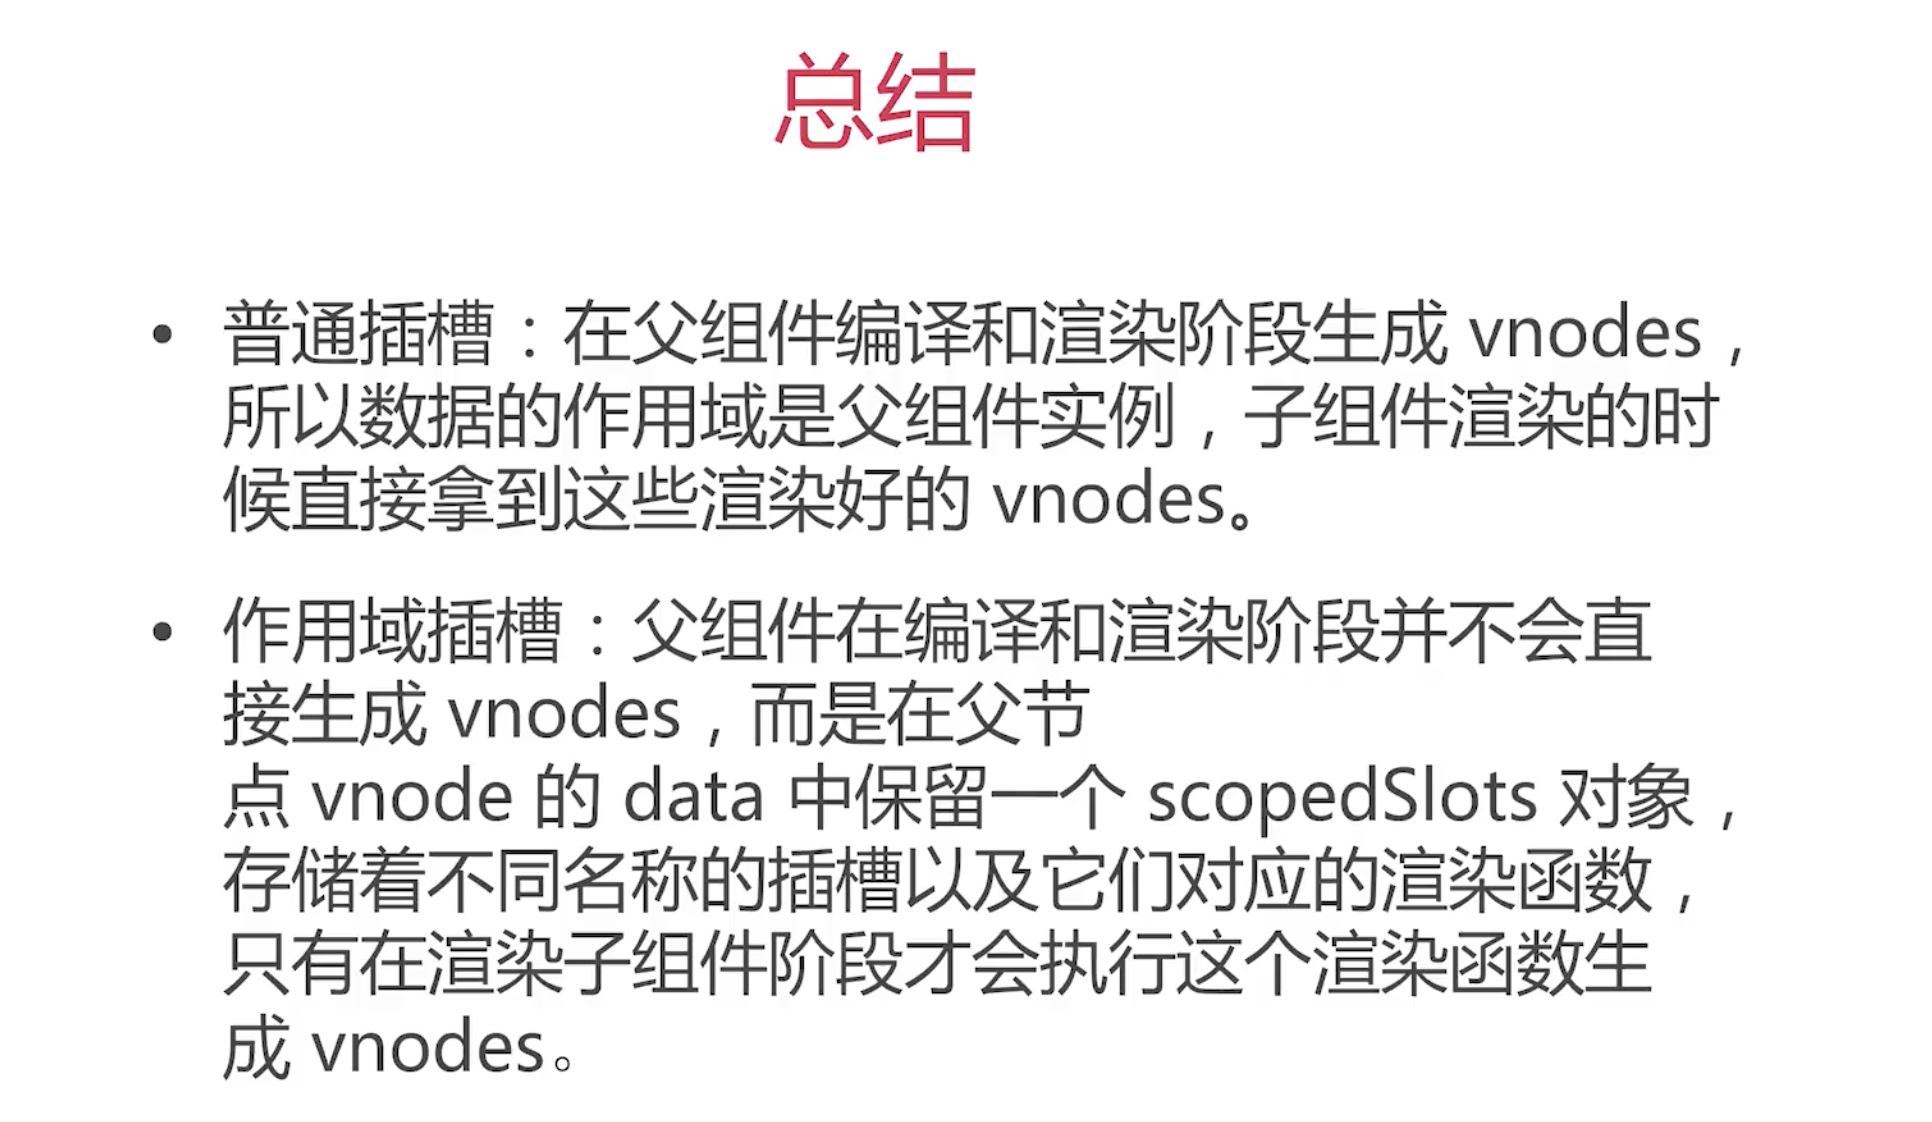 总结
• 普通插槽：在父组件编译和渲染阶段生成 vnodes，
所以数据的作用域是父组件实例，子组件渲染的时
候直接拿到这些渲染好的 vnodes。
• 作用域插槽：父组件在编译和渲染阶段并不会直
接生成 vnodes，而是在父节
点 vnode 的 data 中保留一个 scopedSlots 对象，
存储着不同名称的插槽以及它们对应的渲染函数，
只有在渲染子组件阶段才会执行这个渲染函数生
成 vnodes。